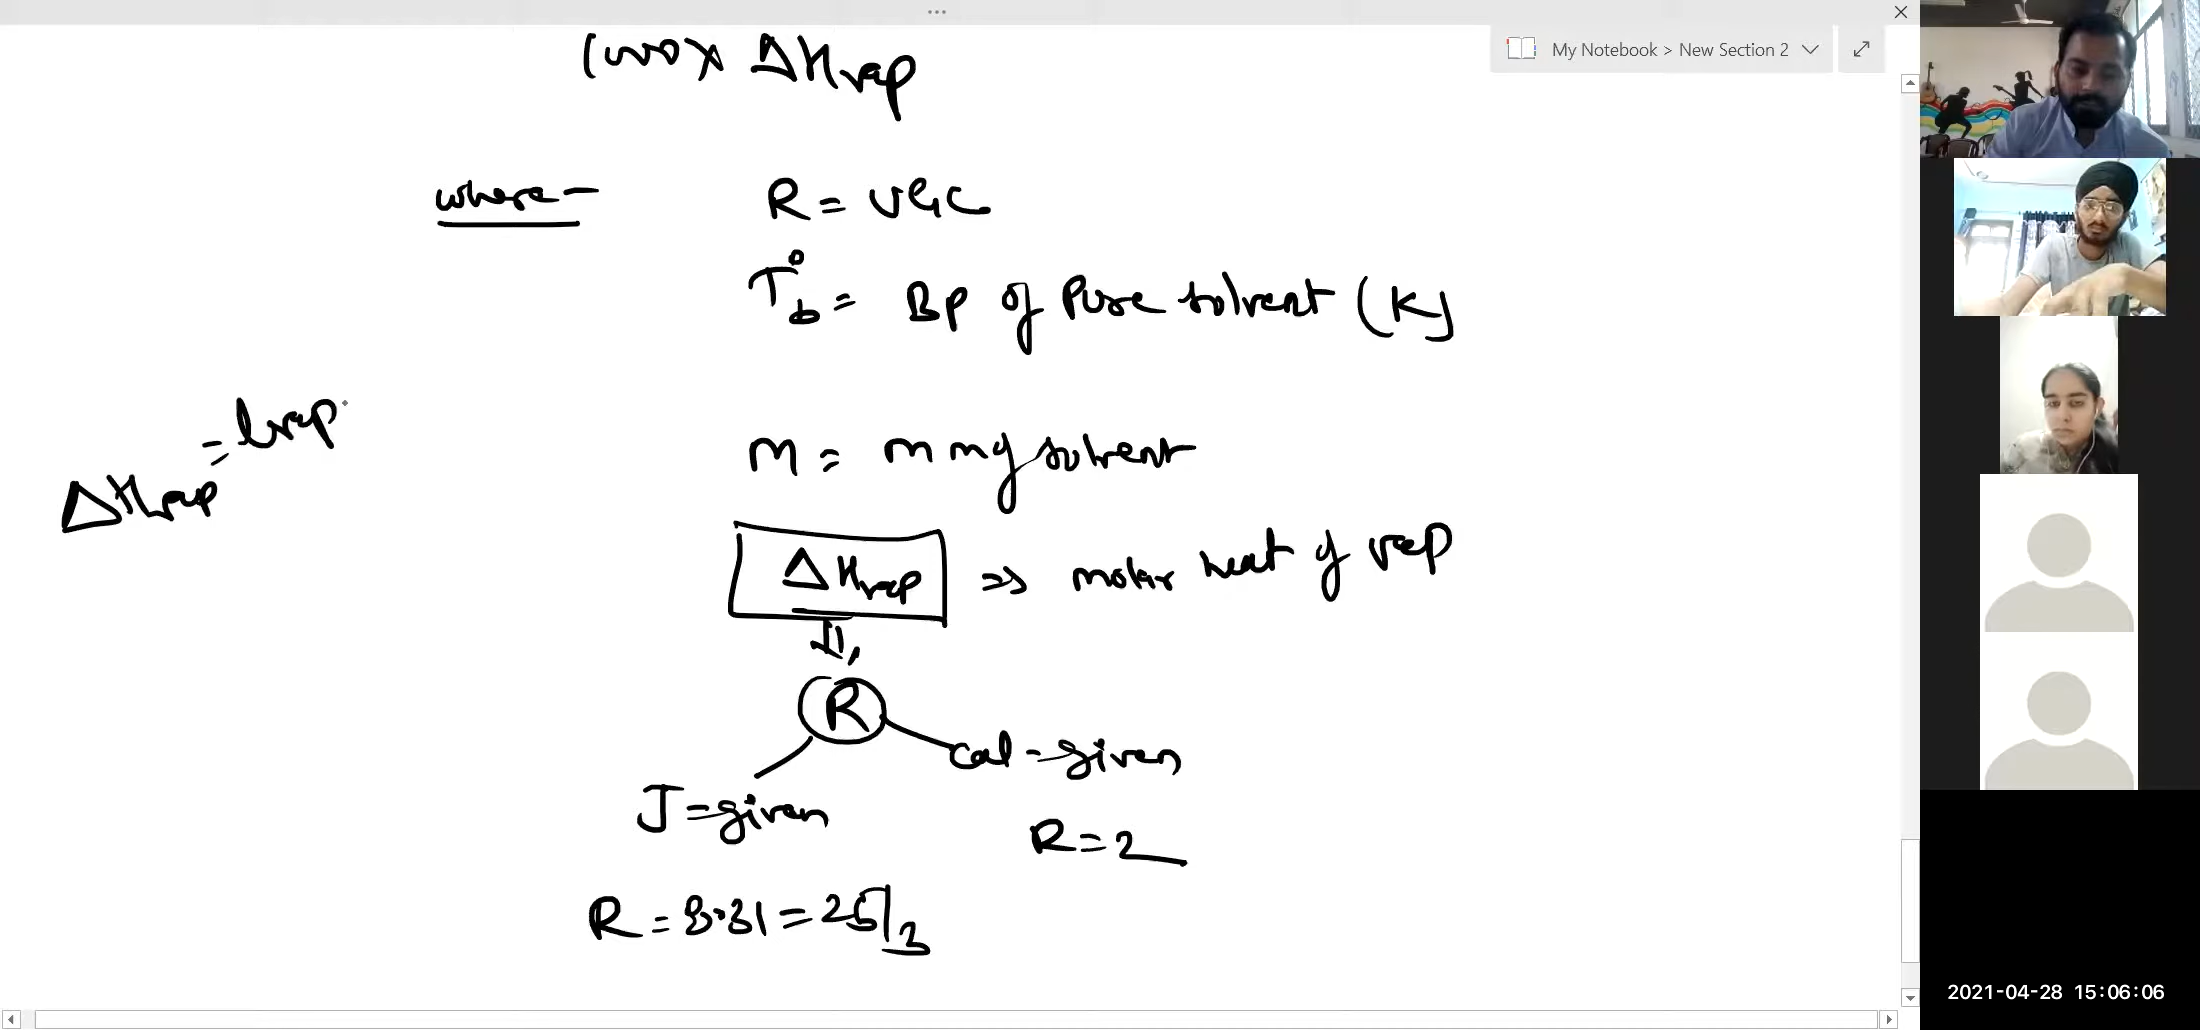 My Notebook > New Section 2
1000 x ΔHvap
where —
R = UGC
T°b = BP of Pure solvent (K)
= lvap
ΔHvap
M = m m of solvent
ΔHvap ⇒ molar heat of vap
R
cal - given
J = given
R = 2
R = 8.31 = 25/3
2021-04-28 15:06:06